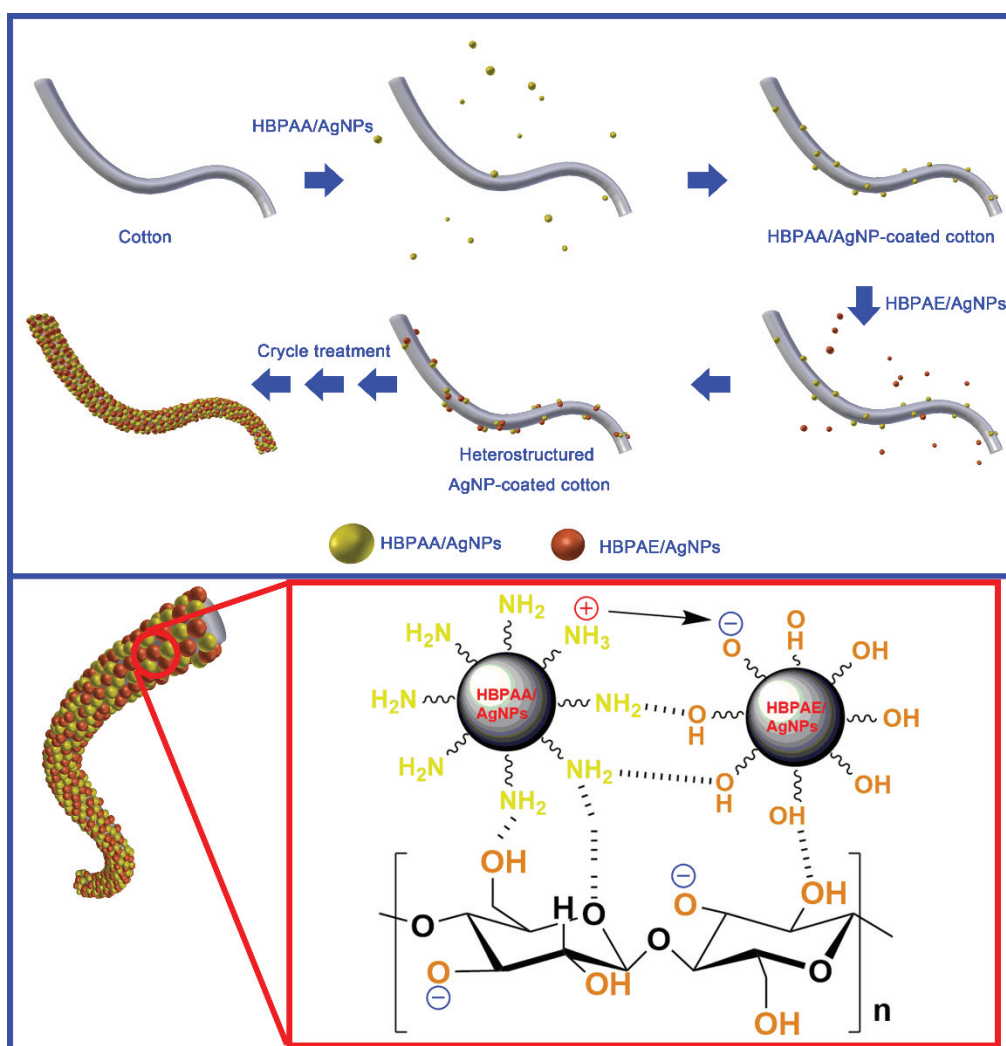 HBPAA/AgNPs
Cotton
HBPAA/AgNP-coated cotton
HBPAE/AgNPs
Crycle treatment
Heterostructured
AgNP-coated cotton
HBPAA/AgNPs
HBPAE/AgNPs
NH2
NH2
+
NH3
H2N
H2N
H2N
NH2
NH2
NH2
HBPAA/
AgNPs
−
O
O
H
OH
OH
OH
OH
O
H
O
H
HBPAE/
AgNPs
OH
OH
−
O
H
O
O
O
O
−
OH
O
OH
n